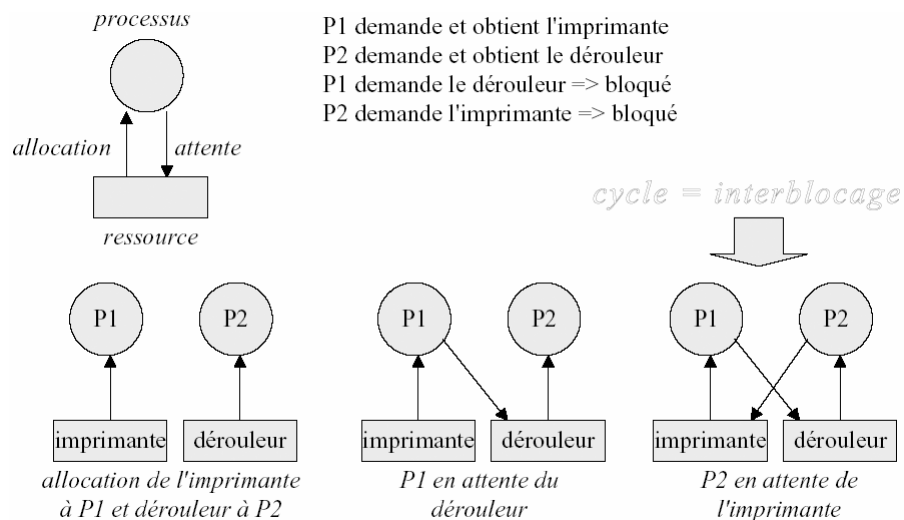 processus
P1 demande et obtient l'imprimante
P2 demande et obtient le dérouleur
P1 demande le dérouleur => bloqué
P2 demande l'imprimante => bloqué
allocation
attente
ressource
cycle = interblocage
P1
P2
imprimante
dérouleur
allocation de l'imprimante
à P1 et dérouleur à P2
P1
P2
imprimante
dérouleur
P1 en attente du
dérouleur
P1
P2
imprimante
dérouleur
P2 en attente de
l'imprimante